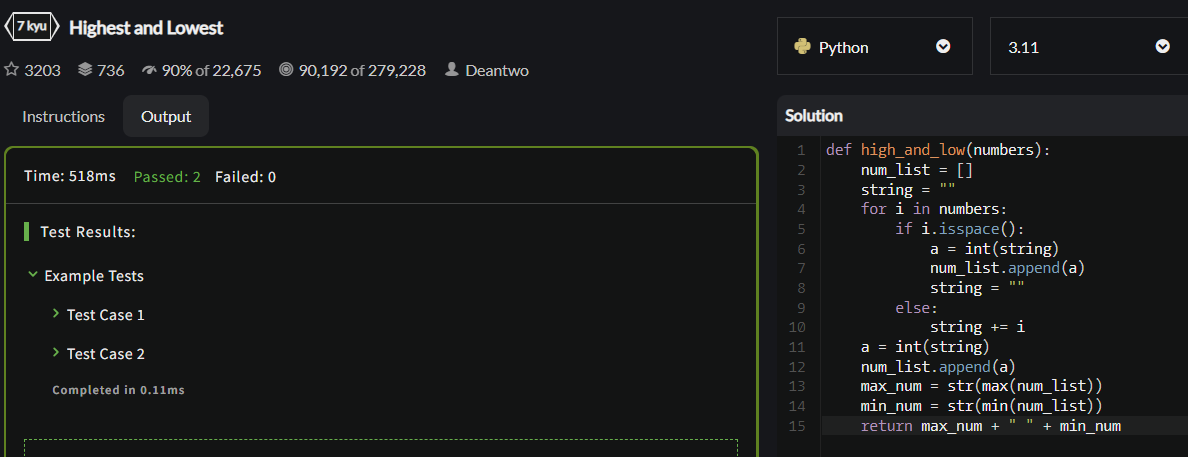 7 kyu Highest and Lowest
3203 736 90% of 22,675 90,192 of 279,228 Deantwo
Instructions Output
Time: 518ms Passed: 2 Failed: 0
Test Results:
Example Tests
Test Case 1
Test Case 2
Completed in 0.11ms
Python 3.11
Solution
1 def high_and_low(numbers):
2     num_list = []
3     string = ""
4     for i in numbers:
5         if i.isspace():
6             a = int(string)
7             num_list.append(a)
8             string = ""
9         else:
10             string += i
11     a = int(string)
12     num_list.append(a)
13     max_num = str(max(num_list))
14     min_num = str(min(num_list))
15     return max_num + " " + min_num